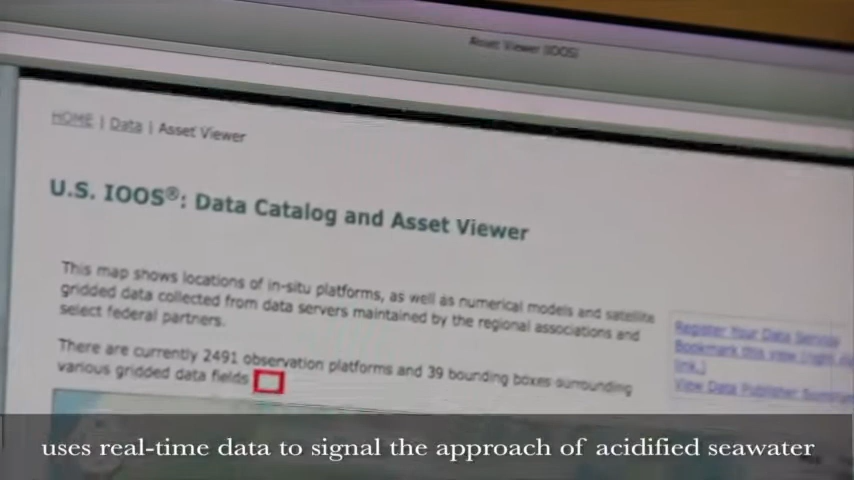 Asset Viewer (IOOS)
HOME | Data | Asset Viewer
U.S. IOOS®: Data Catalog and Asset Viewer
This map shows locations of in-situ platforms, as well as numerical models and satellite
gridded data collected from data servers maintained by the regional associations and
select federal partners.
There are currently 2491 observation platforms and 39 bounding boxes surrounding
various gridded data fields
Register Your Data Service
Bookmark this view (right
link.)
View Data Publisher
uses real-time data to signal the approach of acidified seawater